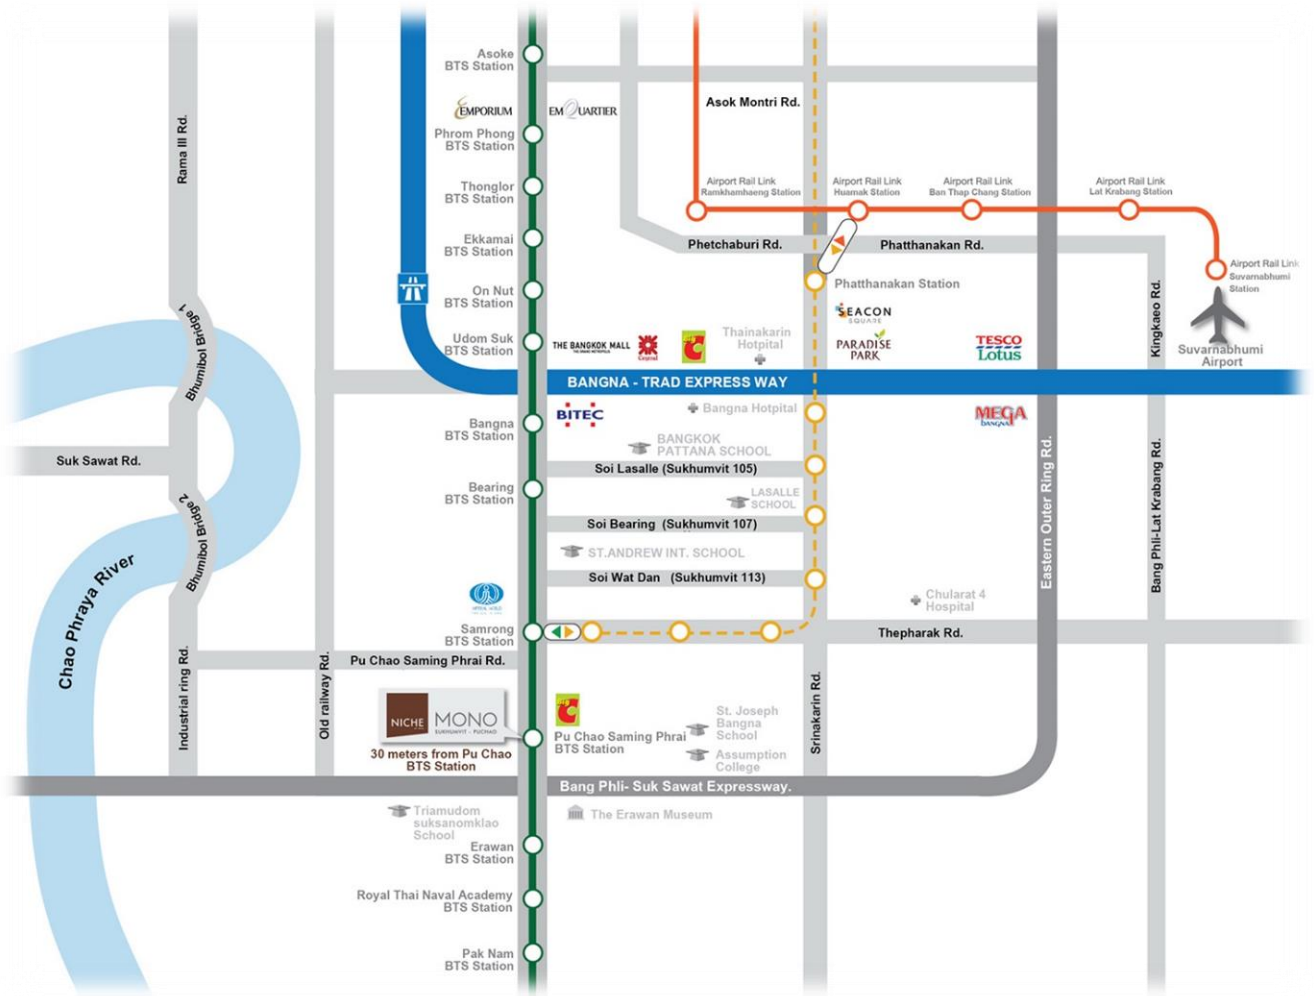 Asoke
BTS Station
Asok Montri Rd.
EMPORIUM
EM QUARTIER
Rama III Rd.
Phrom Phong
BTS Station
Thonglor
BTS Station
Airport Rail Link
Ramkhamhaeng Station
Airport Rail Link
Huamak Station
Airport Rail Link
Ban Thap Chang Station
Airport Rail Link
Lat Krabang Station
Ekkamai
BTS Station
Phetchaburi Rd.
Phatthanakan Rd.
Airport Rail Link
Suvarnabhumi
Station
On Nut
BTS Station
Phatthanakan Station
Kingkaeo Rd.
Bhumibol Bridge 1
SEACON
SQUARE
Udom Suk
BTS Station
THE BANGKOK MALL
Thainakarin
Hotpital
PARADISE
PARK
TESCO
Lotus
Suvarnabhumi
Airport
BANGNA - TRAD EXPRESS WAY
BITEC
Bangna Hotpital
MEGA
BANGNA
Bangna
BTS Station
BANGKOK
PATTANA SCHOOL
Suk Sawat Rd.
Soi Lasalle (Sukhumvit 105)
Eastern Outer Ring Rd.
Bang Phli-Lat Krabang Rd.
Bearing
BTS Station
LASALLE
SCHOOL
Bhumibol Bridge 2
Soi Bearing (Sukhumvit 107)
ST.ANDREW INT. SCHOOL
Chao Phraya River
Soi Wat Dan (Sukhumvit 113)
Chularat 4
Hospital
Samrong
BTS Station
Thepharak Rd.
Pu Chao Saming Phrai Rd.
Industrial ring Rd.
Old railway Rd.
Srinakarin Rd.
NICHE
MONO
SUKHUMVIT - PUCHAO
30 meters from Pu Chao
BTS Station
Pu Chao Saming Phrai
BTS Station
St. Joseph
Bangna
School
Assumption
College
Bang Phli- Suk Sawat Expressway.
Triamudom
suksanomklao
School
The Erawan Museum
Erawan
BTS Station
Royal Thai Naval Academy
BTS Station
Pak Nam
BTS Station